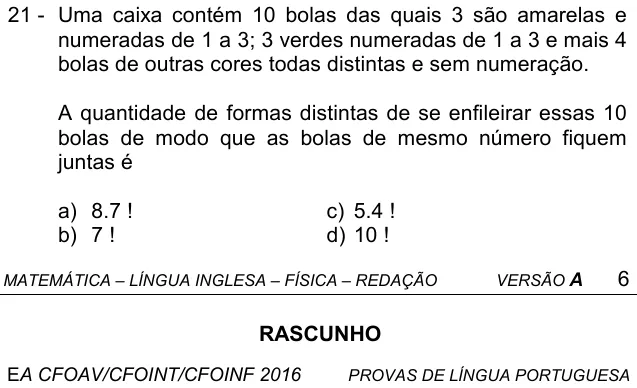 21 - Uma caixa contém 10 bolas das quais 3 são amarelas e
numeradas de 1 a 3; 3 verdes numeradas de 1 a 3 e mais 4
bolas de outras cores todas distintas e sem numeração.
A quantidade de formas distintas de se enfileirar essas 10
bolas de modo que as bolas de mesmo número fiquem
juntas é
a) 8.7 ! c) 5.4 !
b) 7 ! d) 10 !
MATEMÁTICA – LÍNGUA INGLESA – FÍSICA – REDAÇÃO VERSÃO A 6
RASCUNHO
EA CFOAV/CFOINT/CFOINF 2016 PROVAS DE LÍNGUA PORTUGUESA